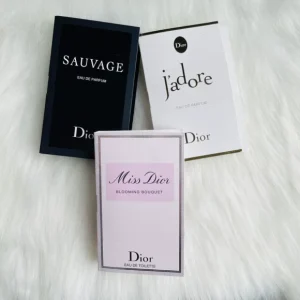 SAUVAGE
EAU DE PARFUM
Dior
Dior
j'adore
EAU DE PARFUM
Dior
Miss Dior
BLOOMING BOUQUET
Dior
EAU DE TOILETTE